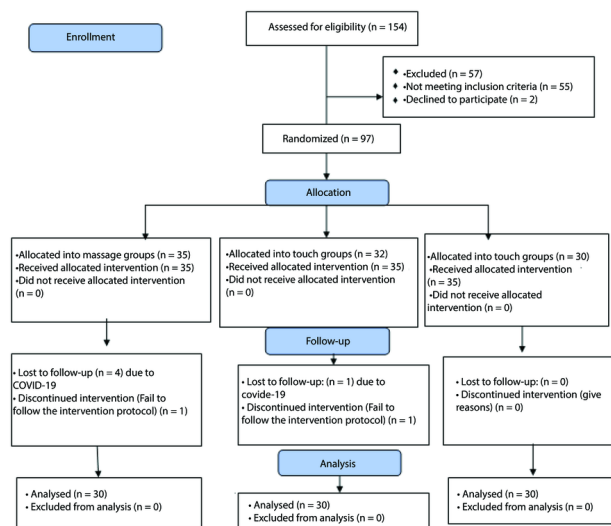 Enrollment
Assessed for eligibility (n = 154)
•Excluded (n = 57)
•Not meeting inclusion criteria (n = 55)
•Declined to participate (n = 2)
Randomized (n = 97)
Allocation
•Allocated into massage groups (n = 35)
•Received allocated intervention (n = 35)
•Did not receive allocated intervention
(n = 0)
•Allocated into touch groups (n = 32)
•Received allocated intervention (n = 35)
•Did not receive allocated intervention
(n = 0)
•Allocated into touch groups (n = 30)
•Received allocated intervention
(n = 35)
•Did not receive allocated
intervention (n = 0)
Follow-up
• Lost to follow-up (n = 4) due to
COVID-19
• Discontinued intervention (Fail to
follow the intervention protocol) (n = 1)
• Lost to follow-up: (n = 1) due to
covide-19
• Discontinued intervention (Fail to
follow the intervention protocol) (n = 1)
• Lost to follow-up: (n = 0)
• Discontinued intervention (give
reasons) (n = 0)
Analysis
• Analysed (n = 30)
• Excluded from analysis (n = 0)
• Analysed (n = 30)
• Excluded from analysis (n = 0)
• Analysed (n = 30)
• Excluded from analysis (n = 0)